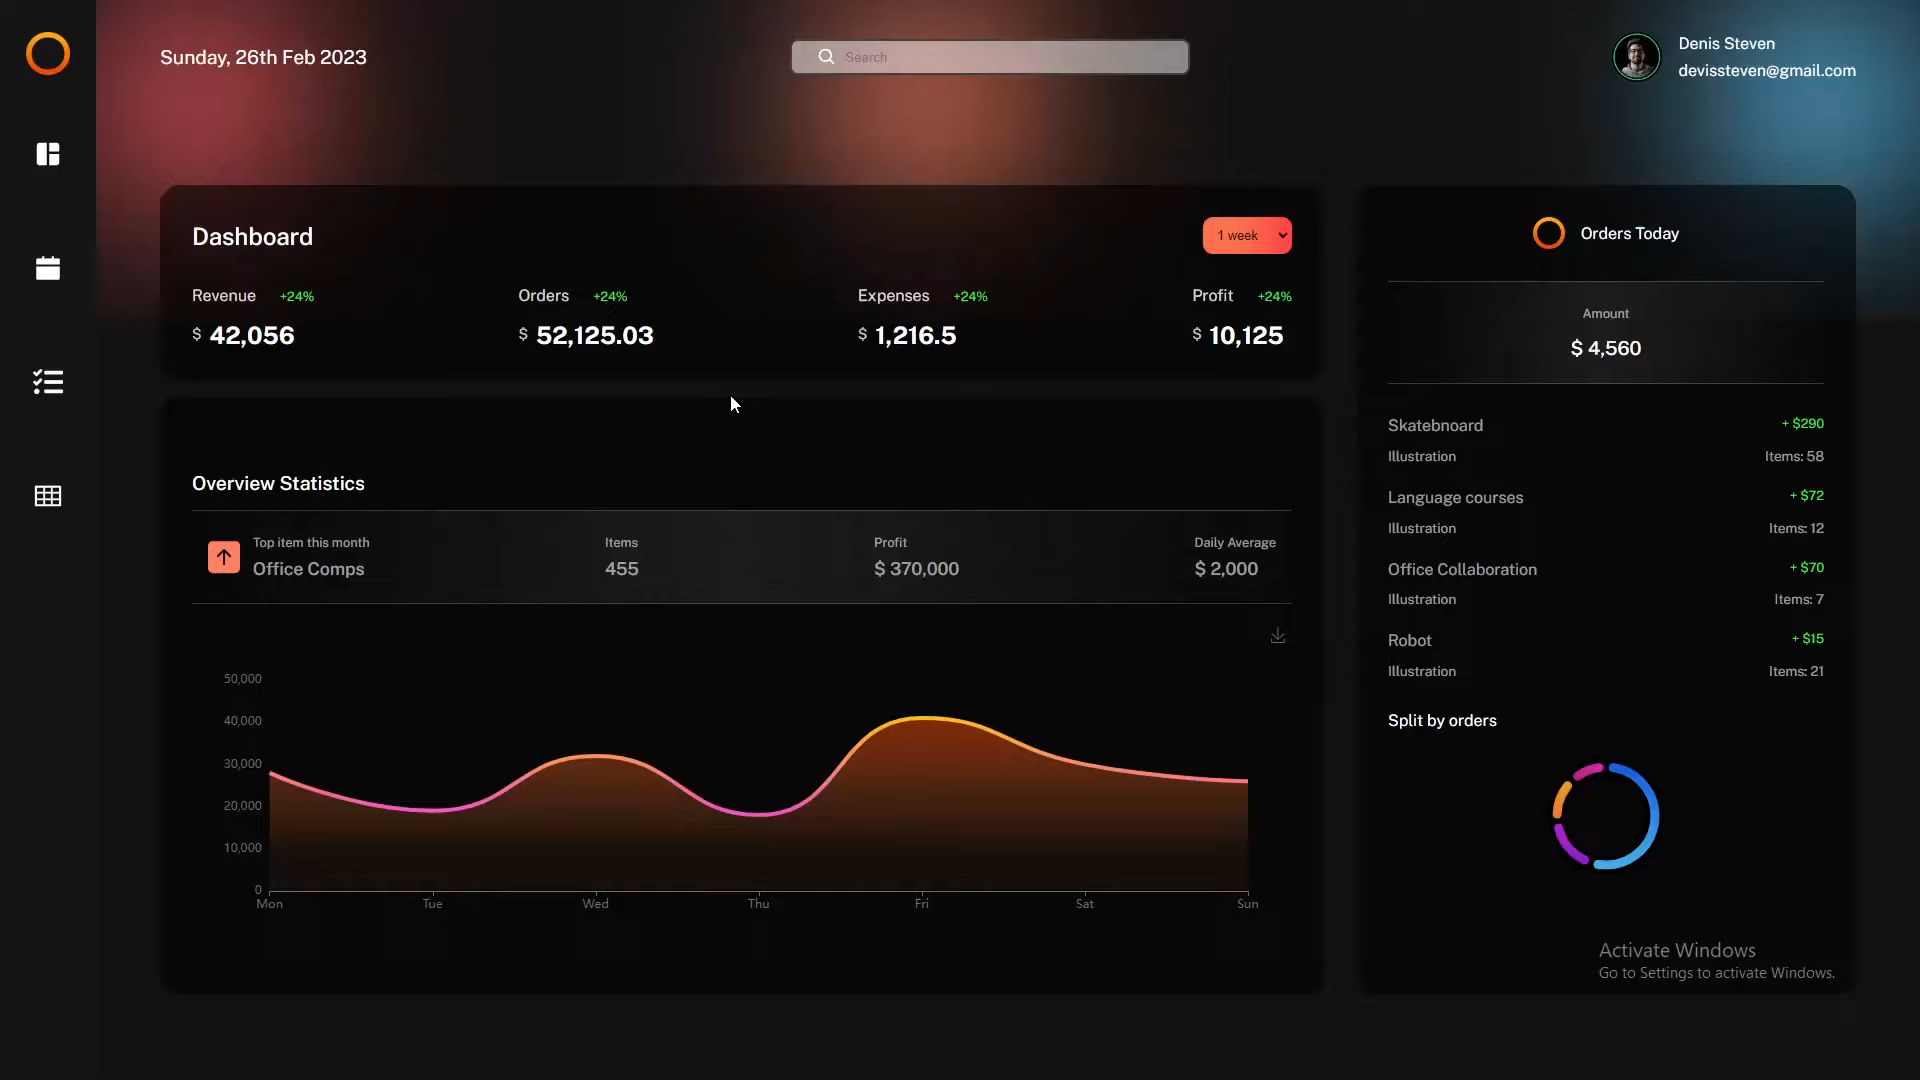 Sunday, 26th Feb 2023
Search
Denis Steven
devissteven@gmail.com
Dashboard
1 week
Revenue +24%
$ 42,056
Orders +24%
$ 52,125.03
Expenses +24%
$ 1,216.5
Profit +24%
$ 10,125
Overview Statistics
Top item this month
Office Comps
Items
455
Profit
$ 370,000
Daily Average
$ 2,000
50,000
40,000
30,000
20,000
10,000
0
Mon Tue Wed Thu Fri Sat Sun
Orders Today
Amount
$ 4,560
Skatebnoard + $290
Illustration Items: 58
Language courses + $72
Illustration Items: 12
Office Collaboration + $70
Illustration Items: 7
Robot + $15
Illustration Items: 21
Split by orders
Activate Windows
Go to Settings to activate Windows.